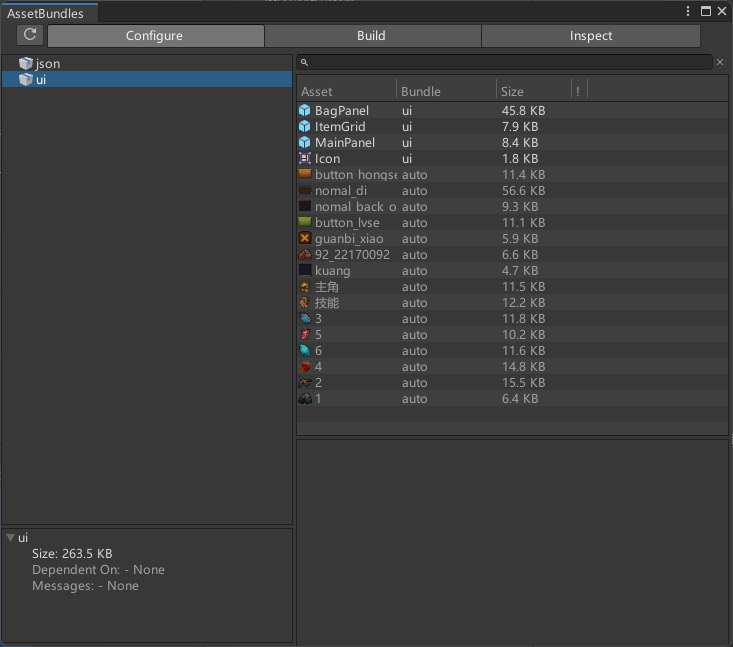 AssetBundles
Configure Build Inspect
json
ui
Asset Bundle Size !
BagPanel ui 45.8 KB
ItemGrid ui 7.9 KB
MainPanel ui 8.4 KB
Icon ui 1.8 KB
button_hongse auto 11.4 KB
nomal_di auto 56.6 KB
nomal_back_o auto 9.3 KB
button_lvse auto 11.1 KB
guanbi_xiao auto 5.9 KB
92_22170092 auto 6.6 KB
kuang auto 4.7 KB
主角 auto 11.5 KB
技能 auto 12.2 KB
3 auto 11.8 KB
5 auto 10.2 KB
6 auto 11.6 KB
4 auto 14.8 KB
2 auto 15.5 KB
1 auto 6.4 KB
ui
Size: 263.5 KB
Dependent On: - None
Messages: - None